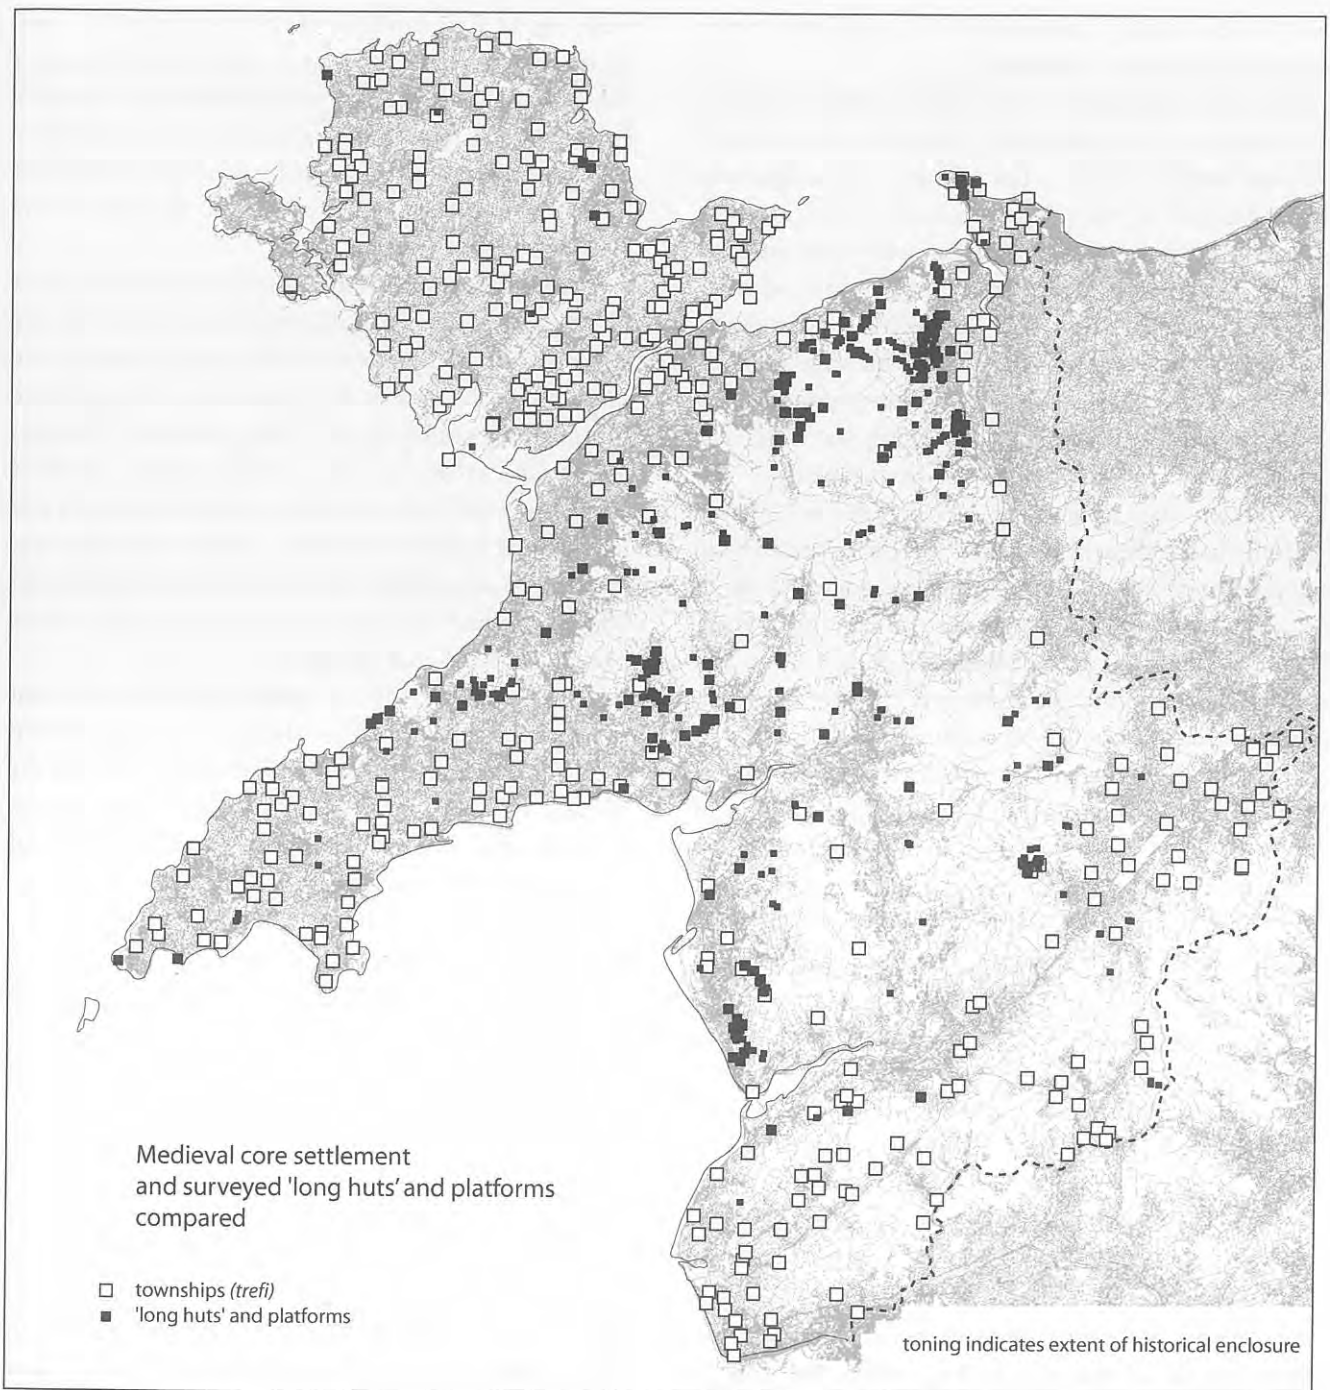 Medieval core settlement
and surveyed 'long huts' and platforms
compared
townships (trefi)
'long huts' and platforms
toning indicates extent of historical enclosure